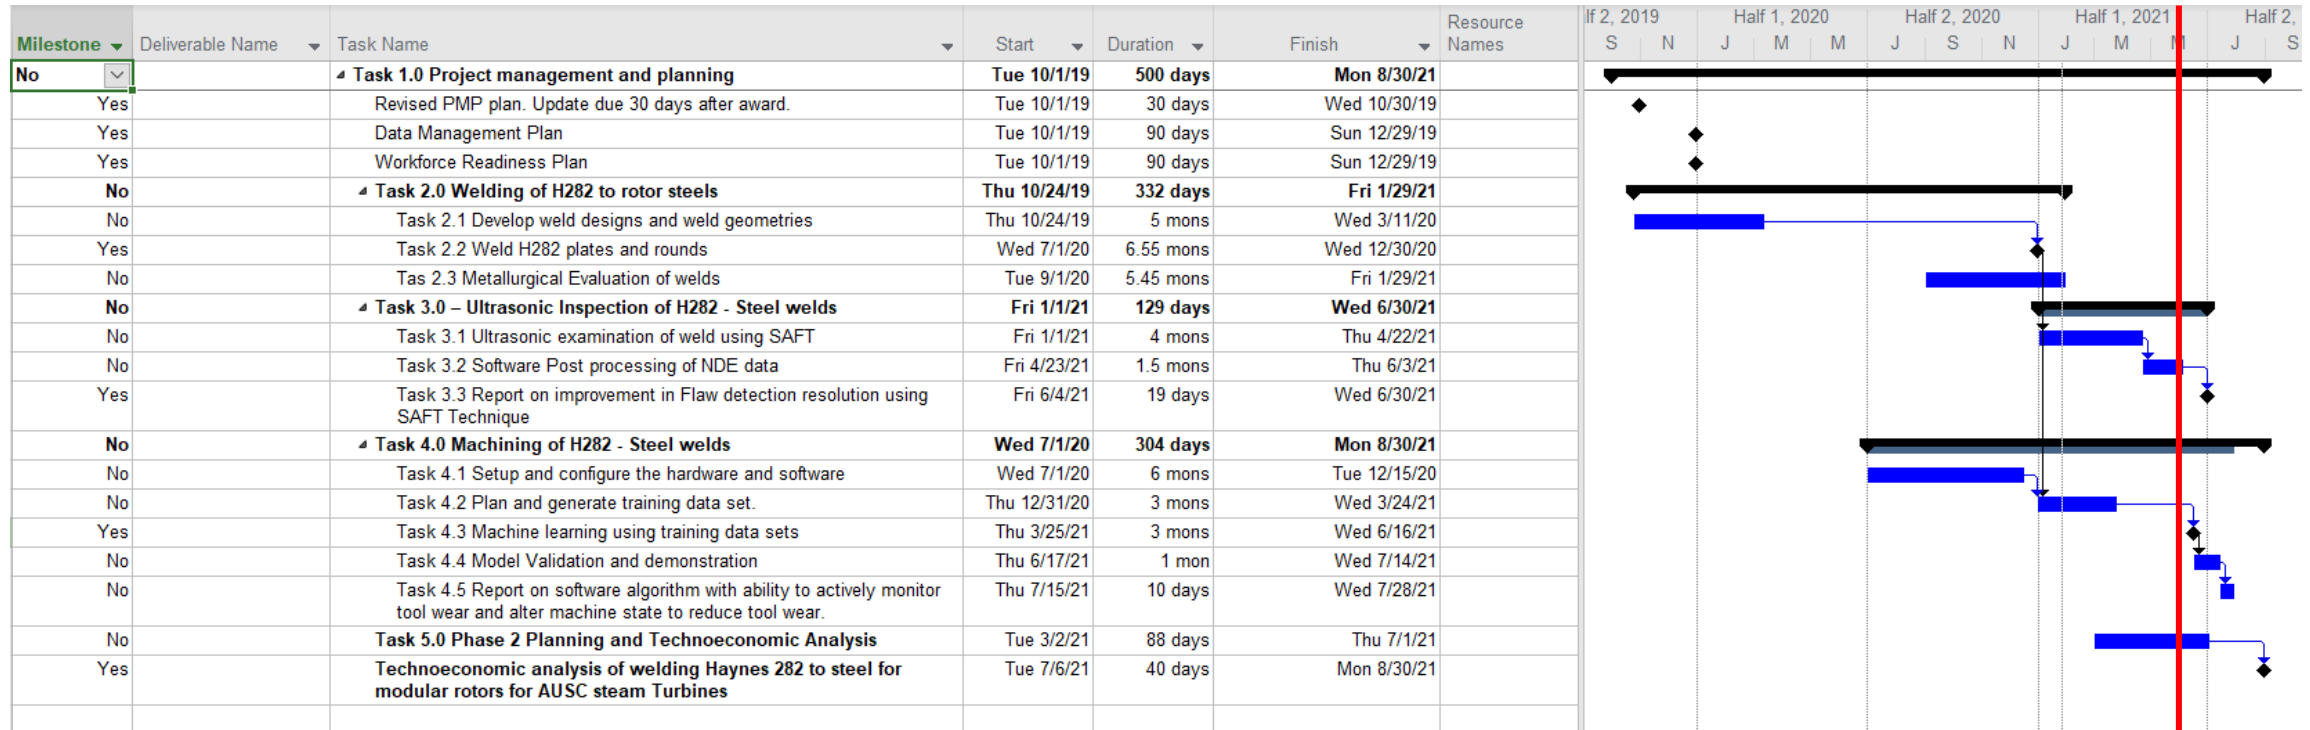 lf 2, 2019 Half 1, 2020 Half 2, 2020 Half 1, 2021 Half 2,
Milestone Deliverable Name Task Name Start Duration Finish Resource Names S N J M M J S N J M M J S
No Task 1.0 Project management and planning Tue 10/1/19 500 days Mon 8/30/21
Yes Revised PMP plan. Update due 30 days after award. Tue 10/1/19 30 days Wed 10/30/19
Yes Data Management Plan Tue 10/1/19 90 days Sun 12/29/19
Yes Workforce Readiness Plan Tue 10/1/19 90 days Sun 12/29/19
No Task 2.0 Welding of H282 to rotor steels Thu 10/24/19 332 days Fri 1/29/21
No Task 2.1 Develop weld designs and weld geometries Thu 10/24/19 5 mons Wed 3/11/20
Yes Task 2.2 Weld H282 plates and rounds Wed 7/1/20 6.55 mons Wed 12/30/20
No Tas 2.3 Metallurgical Evaluation of welds Tue 9/1/20 5.45 mons Fri 1/29/21
No Task 3.0 – Ultrasonic Inspection of H282 - Steel welds Fri 1/1/21 129 days Wed 6/30/21
No Task 3.1 Ultrasonic examination of weld using SAFT Fri 1/1/21 4 mons Thu 4/22/21
No Task 3.2 Software Post processing of NDE data Fri 4/23/21 1.5 mons Thu 6/3/21
Yes Task 3.3 Report on improvement in Flaw detection resolution using Fri 6/4/21 19 days Wed 6/30/21
SAFT Technique
No Task 4.0 Machining of H282 - Steel welds Wed 7/1/20 304 days Mon 8/30/21
No Task 4.1 Setup and configure the hardware and software Wed 7/1/20 6 mons Tue 12/15/20
No Task 4.2 Plan and generate training data set. Thu 12/31/20 3 mons Wed 3/24/21
Yes Task 4.3 Machine learning using training data sets Thu 3/25/21 3 mons Wed 6/16/21
No Task 4.4 Model Validation and demonstration Thu 6/17/21 1 mon Wed 7/14/21
No Task 4.5 Report on software algorithm with ability to actively monitor Thu 7/15/21 10 days Wed 7/28/21
tool wear and alter machine state to reduce tool wear.
No Task 5.0 Phase 2 Planning and Technoeconomic Analysis Tue 3/2/21 88 days Thu 7/1/21
Yes Technoeconomic analysis of welding Haynes 282 to steel for Tue 7/6/21 40 days Mon 8/30/21
modular rotors for AUSC steam Turbines